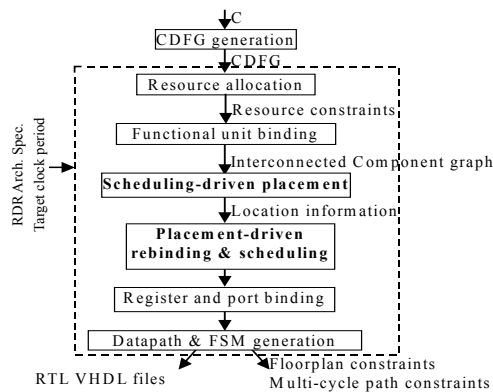 C
CDFG generation
CDFG
Resource allocation
Resource constraints
Functional unit binding
Interconnected Component graph
Scheduling-driven placement
Location information
Placement-driven
rebinding & scheduling
Register and port binding
Datapath & FSM generation
RDR Arch. Spec.
Target clock period
RTL VHDL files
Floorplan constraints
Multi-cycle path constraints